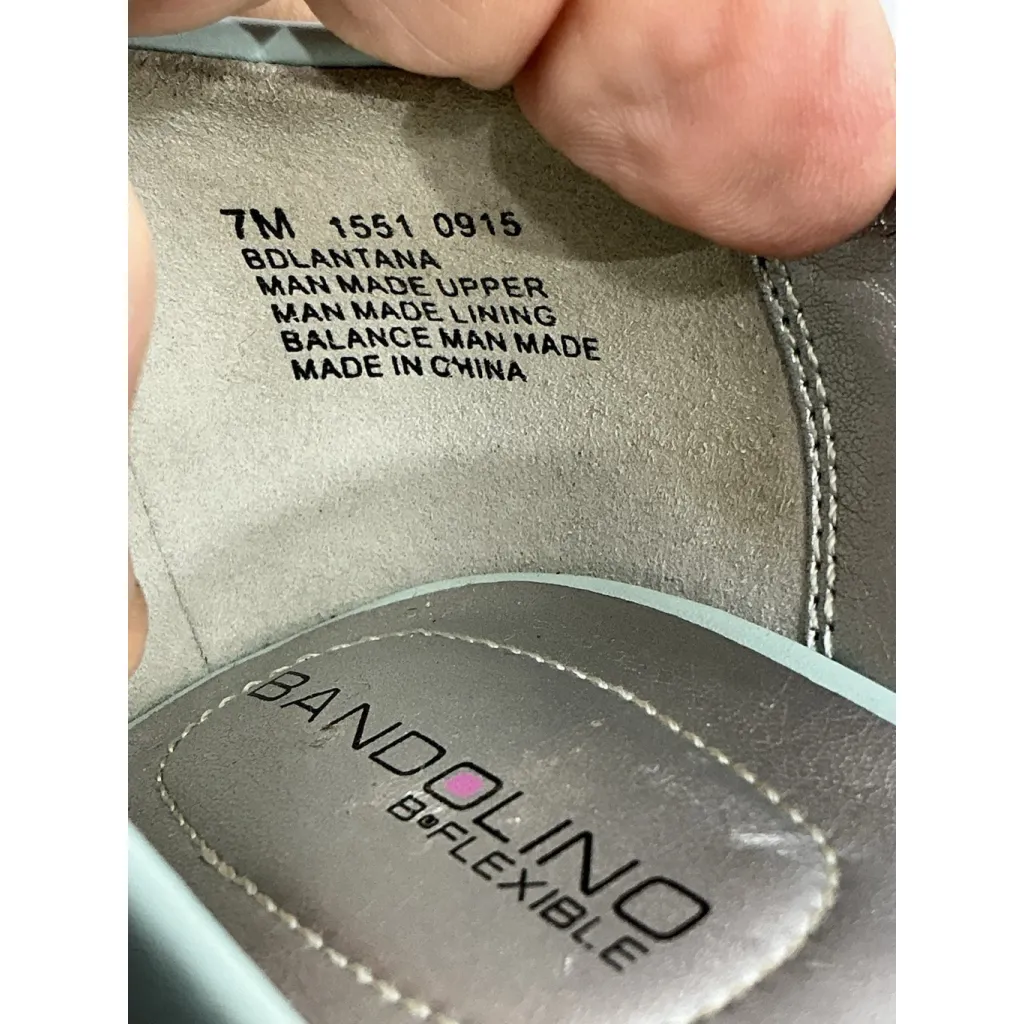 7M 1551 0915
BDLANTANA
MAN MADE UPPER
MAN MADE LINING
BALANCE MAN MADE
MADE IN CHINA
BANDOLINO
B•FLEXIBLE